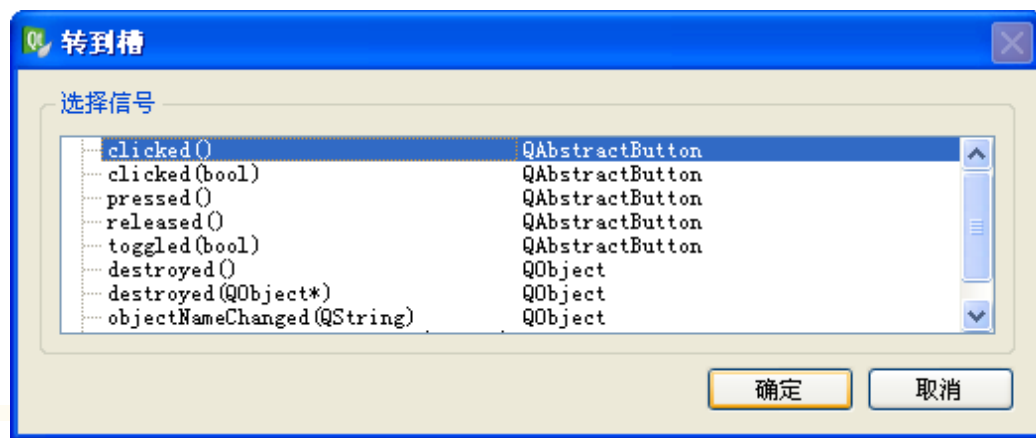 转到槽
选择信号
clicked() QAbstractButton
clicked(bool) QAbstractButton
pressed() QAbstractButton
released() QAbstractButton
toggled(bool) QAbstractButton
destroyed() QObject
destroyed(QObject*) QObject
objectNameChanged(QString) QObject
确定 取消